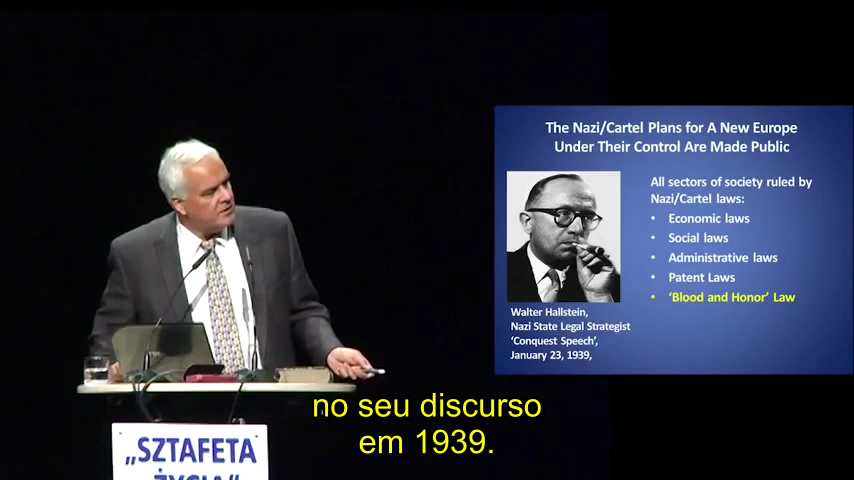 The Nazi/Cartel Plans for A New Europe
Under Their Control Are Made Public
All sectors of society ruled by
Nazi/Cartel laws:
• Economic laws
• Social laws
• Administrative laws
• Patent Laws
• ‘Blood and Honor’ Law
Walter Hallstein,
Nazi State Legal Strategist
‘Conquest Speech’,
January 23, 1939,
no seu discurso
em 1939.
„SZTAFETA
ŻYCIA”